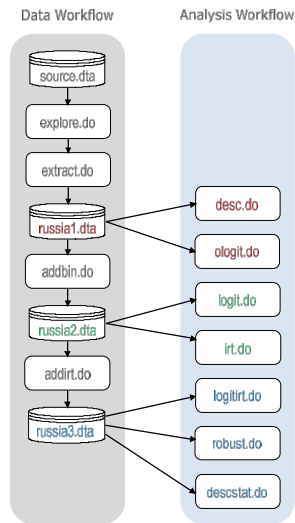 Data Workflow
Analysis Workflow
source.dta
explore.do
extract.do
russia1.dta
desc.do
ologit.do
addbin.do
russia2.dta
logit.do
irt.do
addirt.do
russia3.dta
logitirt.do
robust.do
descstat.do